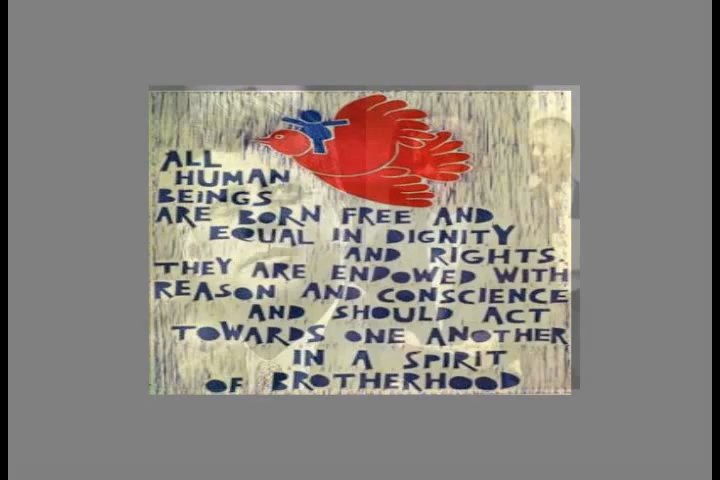 ALL
HUMAN
BEINGS
ARE BORN FREE AND
EQUAL IN DIGNITY
AND RIGHTS.
THEY ARE ENDOWED WITH
REASON AND CONSCIENCE
AND SHOULD ACT
TOWARDS ONE ANOTHER
IN A SPIRIT
OF BROTHERHOOD